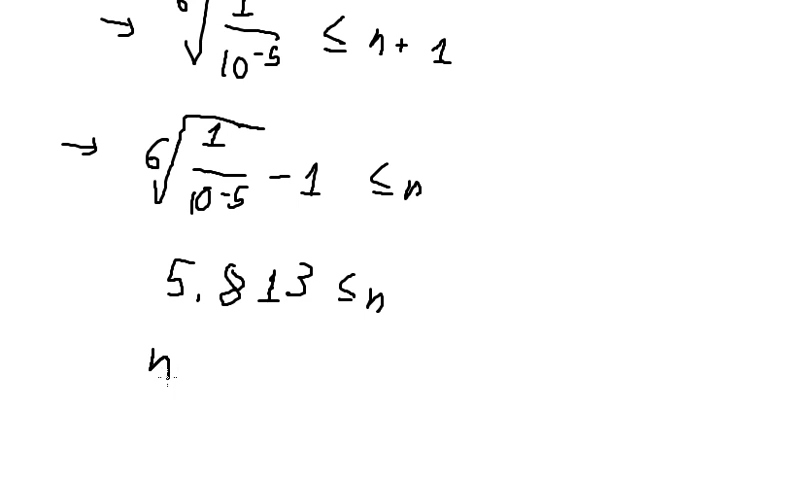 → ⁶√(1/10⁻⁵) ≤ n + 1
→ ⁶√(1/10⁻⁵) - 1 ≤ n
5.813 ≤ n
n